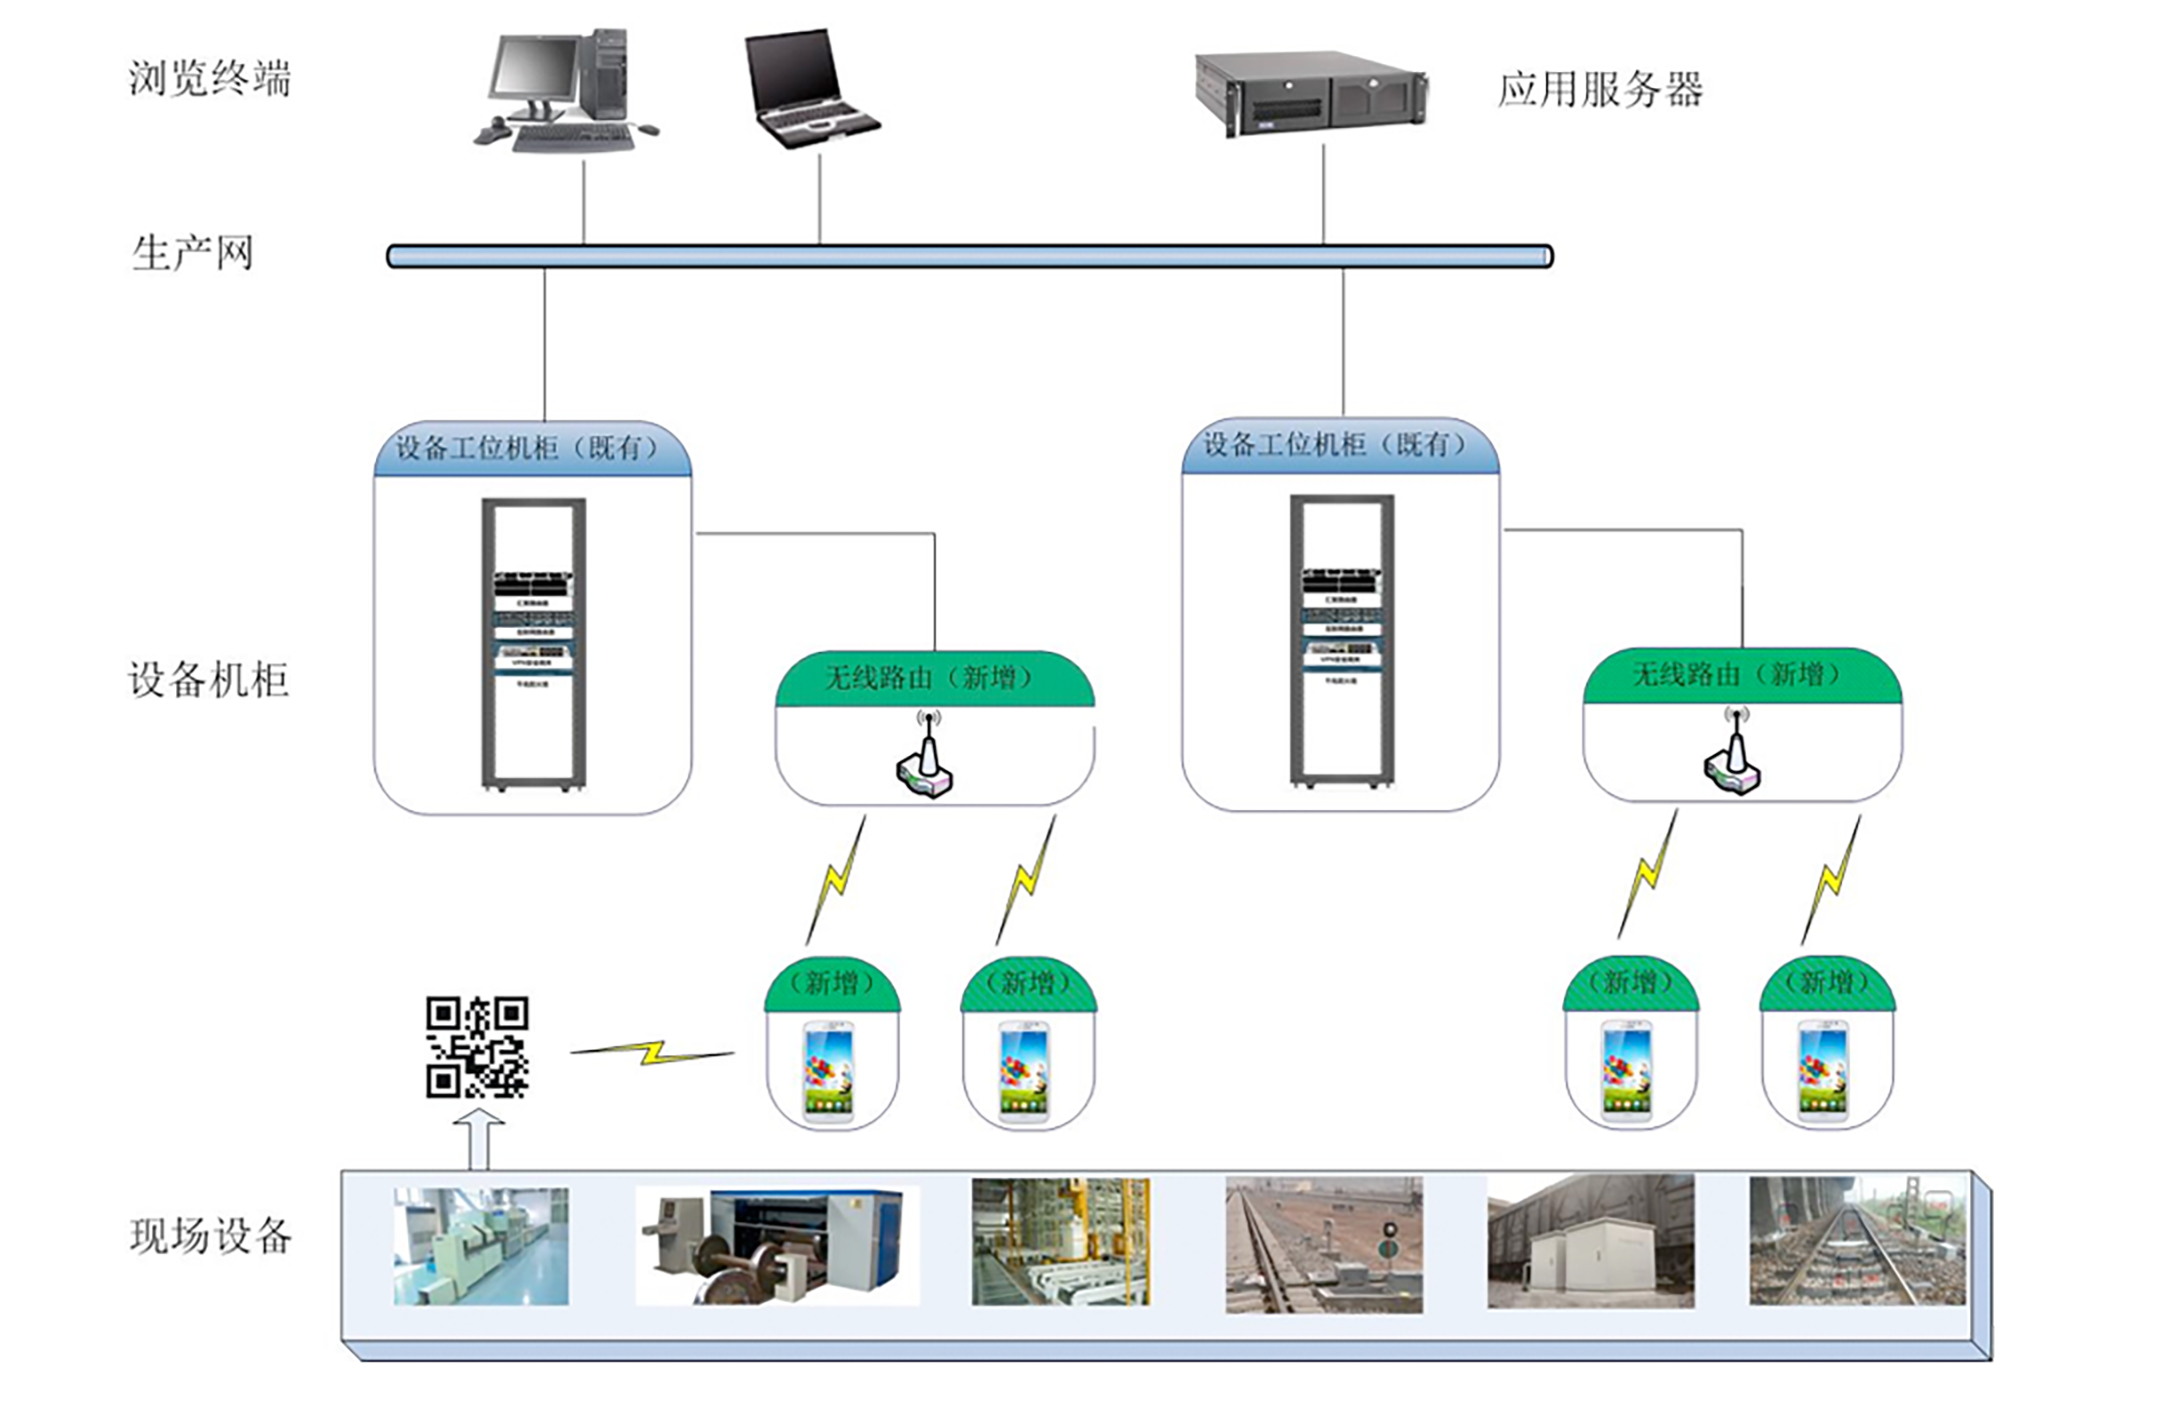 浏览终端
应用服务器
生产网
设备工位机柜（既有）
设备工位机柜（既有）
设备机柜
无线路由（新增）
无线路由（新增）
（新增）
（新增）
（新增）
（新增）
现场设备